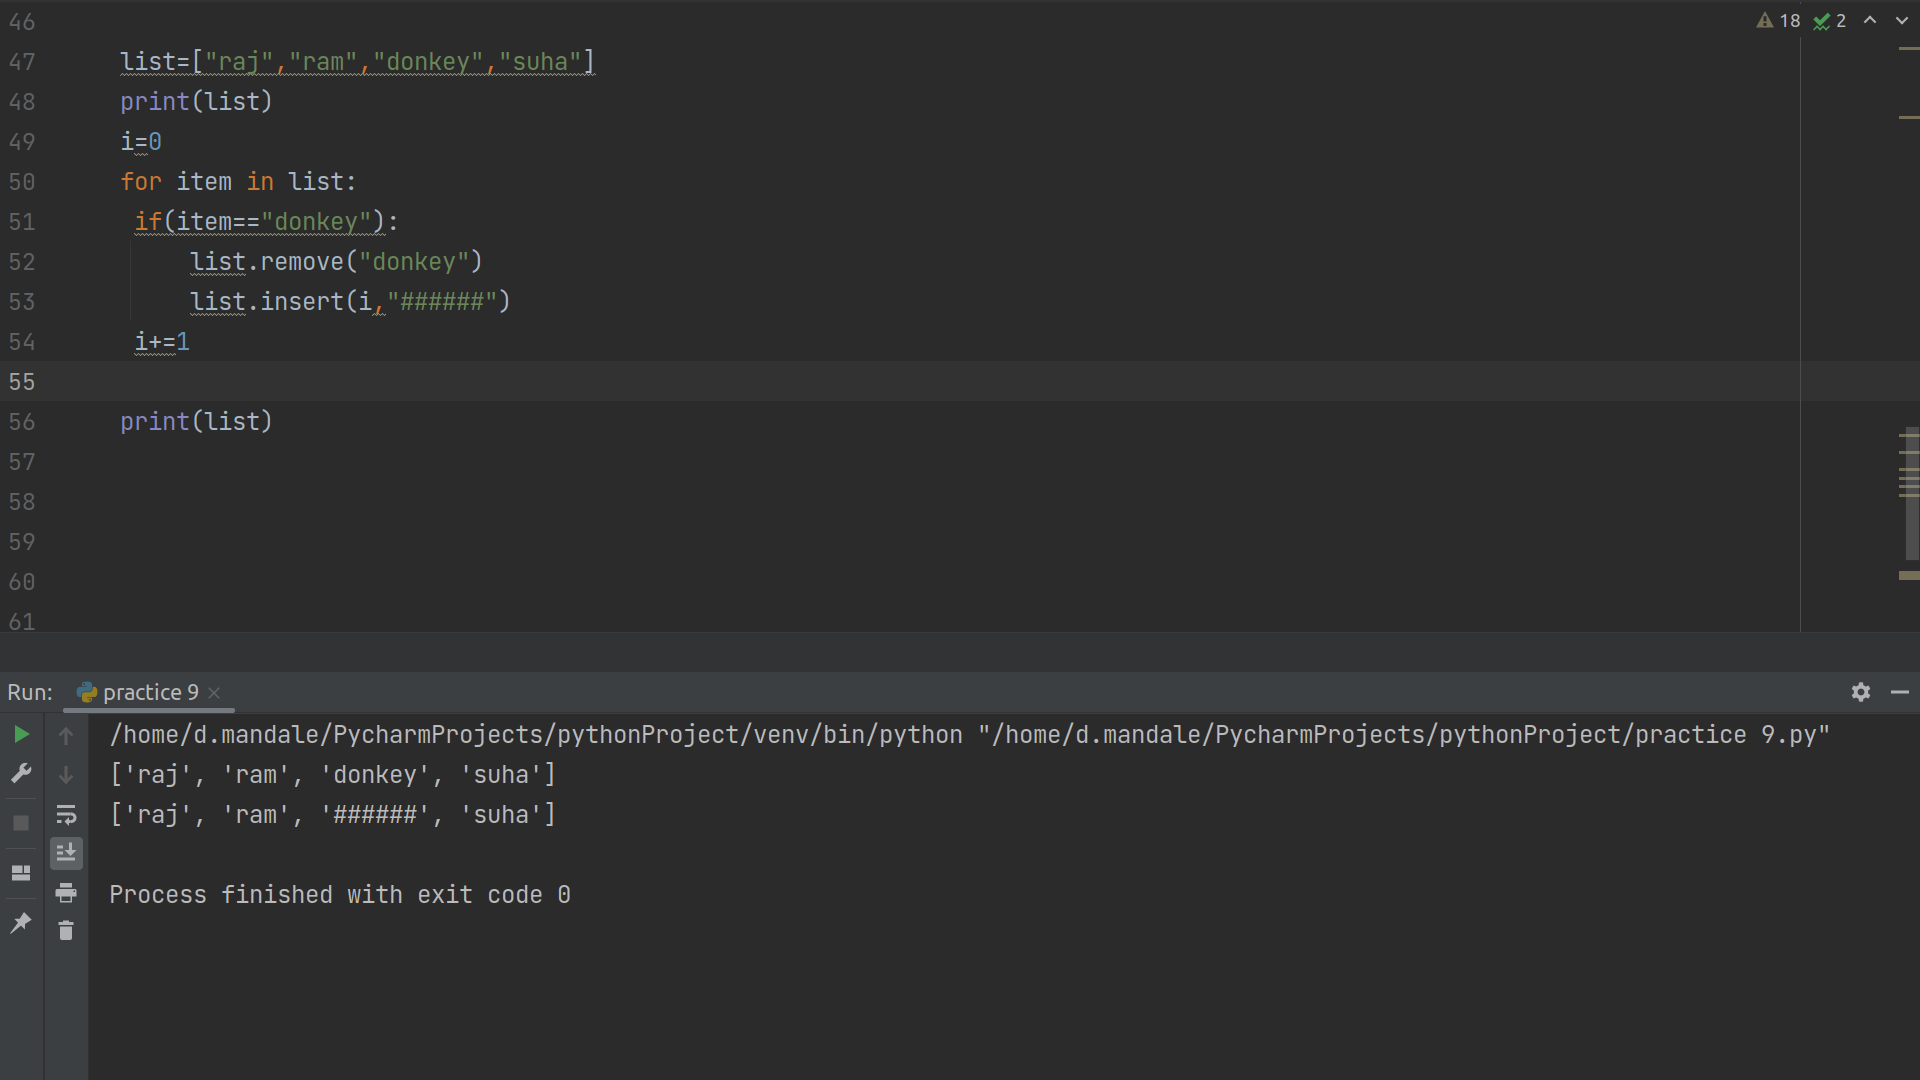 46
18 2
47 list=["raj","ram","donkey","suha"]
48 print(list)
49 i=0
50 for item in list:
51 if(item=="donkey"):
52 list.remove("donkey")
53 list.insert(i,"######")
54 i+=1
55
56 print(list)
57
58
59
60
61
Run: practice 9
/home/d.mandale/PycharmProjects/pythonProject/venv/bin/python "/home/d.mandale/PycharmProjects/pythonProject/practice 9.py"
['raj', 'ram', 'donkey', 'suha']
['raj', 'ram', '######', 'suha']
Process finished with exit code 0